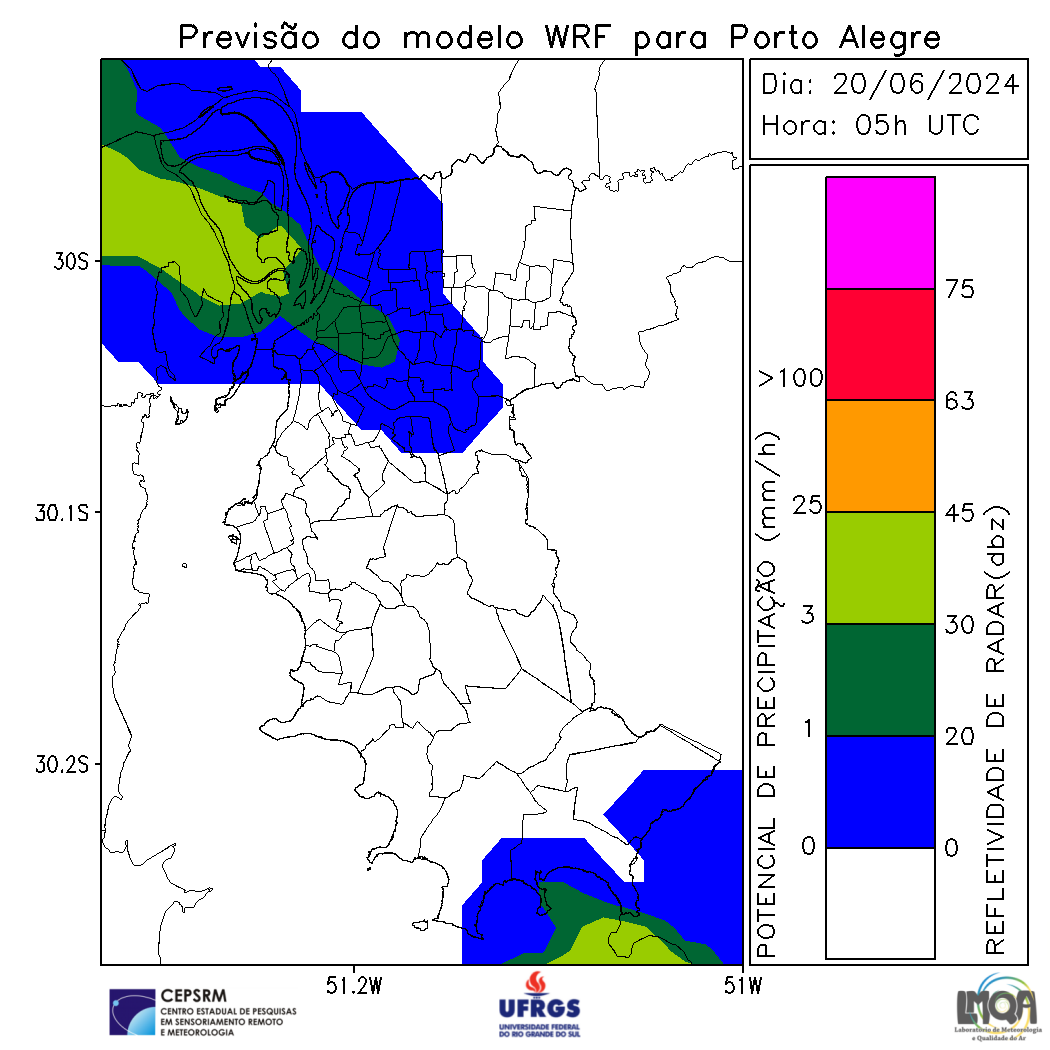 Previsão do modelo WRF para Porto Alegre
Dia: 20/06/2024
Hora: 05h UTC
30S
30.1S
30.2S
51.2W
51W
POTENCIAL DE PRECIPITAÇÃO (mm/h)
>100
25
3
1
0
75
63
45
30
20
0
REFLETIVIDADE DE RADAR(dbz)
CEPSRM
CENTRO ESTADUAL DE PESQUISAS
EM SENSORIAMENTO REMOTO
E METEOROLOGIA
UFRGS
UNIVERSIDADE FEDERAL
DO RIO GRANDE DO SUL
LMQA
Laboratório de Meteorologia
e Qualidade do Ar